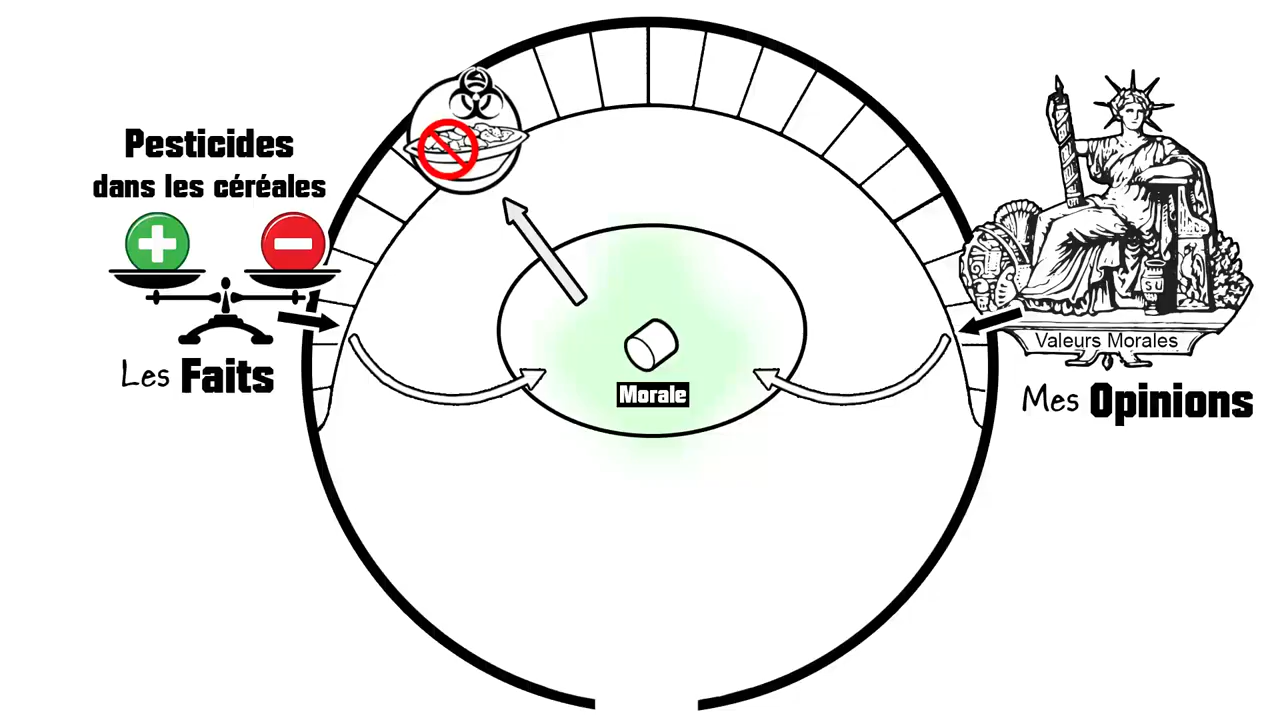 Pesticides
dans les céréales
Les Faits
Morale
Valeurs Morales
Mes Opinions